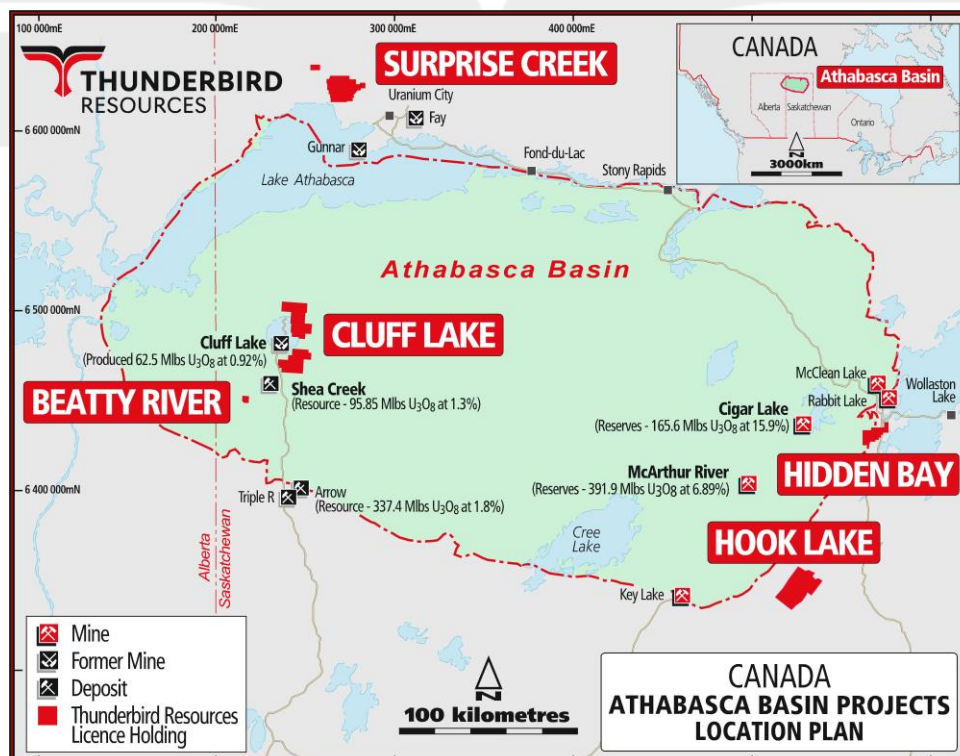 100 000mE
200 000mE
300 000mE
400 000mE
THUNDERBIRD
RESOURCES
SURPRISE CREEK
CANADA
Athabasca Basin
Alberta
Saskatchewan
Ontario
N
3000km
Uranium City
Fay
6 600 000mN
Gunnar
Lake Athabasca
Fond-du-Lac
Stony Rapids
Athabasca Basin
6 500 000mN
Cluff Lake
(Produced 62.5 Mlbs U₃O₈ at 0.92%)
CLUFF LAKE
BEATTY RIVER
Shea Creek
(Resource - 95.85 Mlbs U₃O₈ at 1.3%)
McClean Lake
Rabbit Lake
Wollaston
Lake
Cigar Lake
(Reserves - 165.6 Mlbs U₃O₈ at 15.9%)
HIDDEN BAY
McArthur River
(Reserves - 391.9 Mlbs U₃O₈ at 6.89%)
6 400 000mN
Triple R
Arrow
(Resource - 337.4 Mlbs U₃O₈ at 1.8%)
Cree
Lake
HOOK LAKE
Alberta
Saskatchewan
Key Lake
Mine
Former Mine
Deposit
Thunderbird Resources
Licence Holding
N
100 kilometres
CANADA
ATHABASCA BASIN PROJECTS
LOCATION PLAN